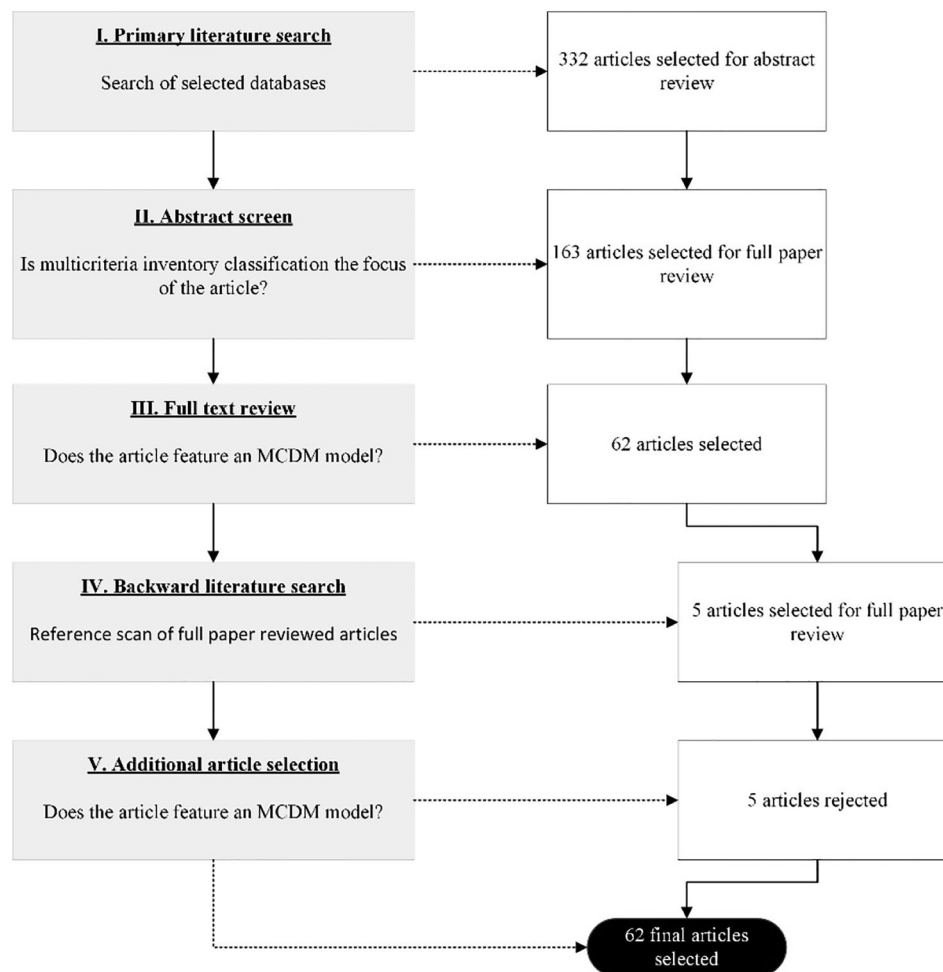 I. Primary literature search
Search of selected databases
332 articles selected for abstract
review
II. Abstract screen
Is multicriteria inventory classification the focus
of the article?
163 articles selected for full paper
review
III. Full text review
Does the article feature an MCDM model?
62 articles selected
IV. Backward literature search
Reference scan of full paper reviewed articles
5 articles selected for full paper
review
V. Additional article selection
Does the article feature an MCDM model?
5 articles rejected
62 final articles
selected